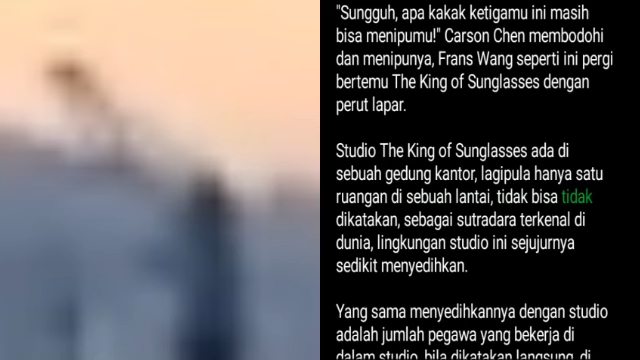 "Sungguh, apa kakak ketigamu ini masih
bisa menipumu!" Carson Chen membodohi
dan menipunya, Frans Wang seperti ini pergi
bertemu The King of Sunglasses dengan
perut lapar.
Studio The King of Sunglasses ada di
sebuah gedung kantor, lagipula hanya satu
ruangan di sebuah lantai, tidak bisa tidak
dikatakan, sebagai sutradara terkenal di
dunia, lingkungan studio ini sejujurnya
sedikit menyedihkan.
Yang sama menyedihkannya dengan studio
adalah jumlah pegawa yang bekerja di
dalam studio, bila dikatakan langsung, di